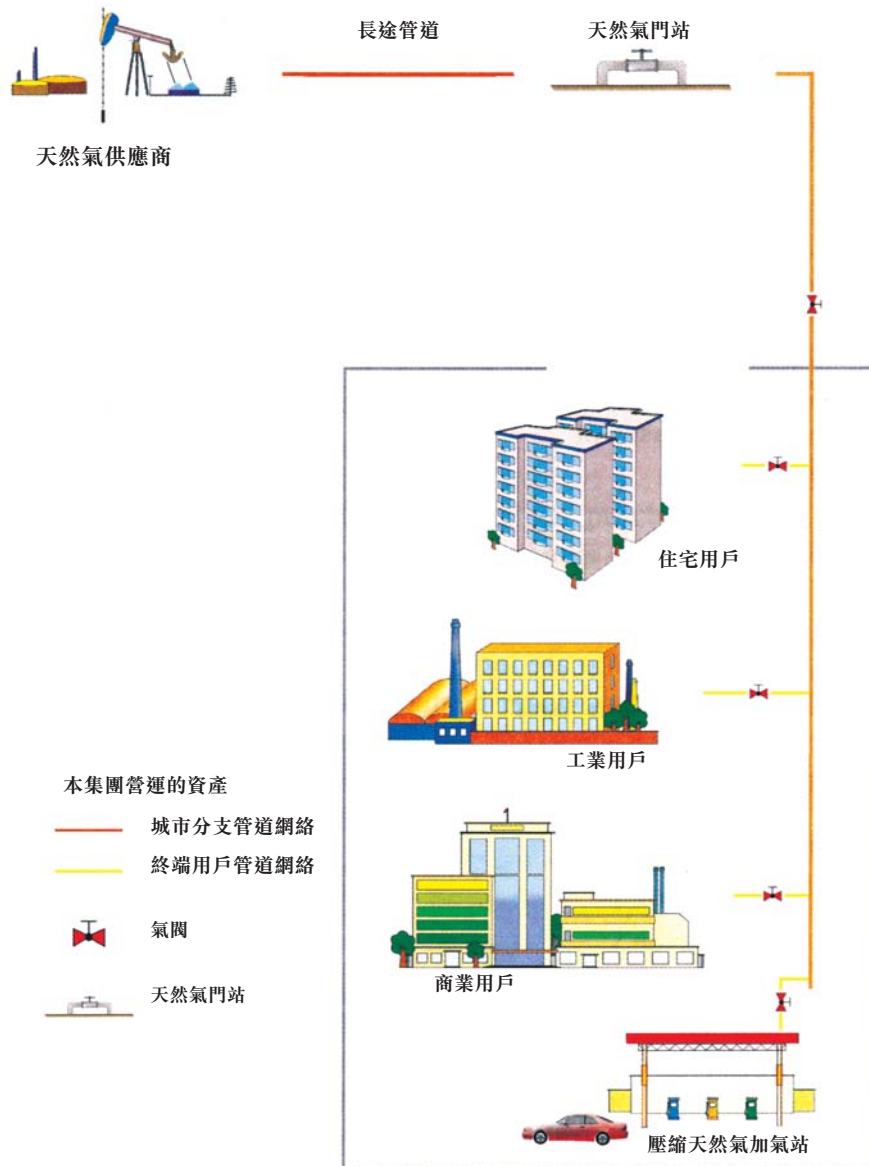 長途管道
天然氣門站
天然氣供應商
住宅用戶
工業用戶
本集團營運的資產
城市分支管道網絡
終端用戶管道網絡
氣閥
天然氣門站
商業用戶
壓縮天然氣加氣站